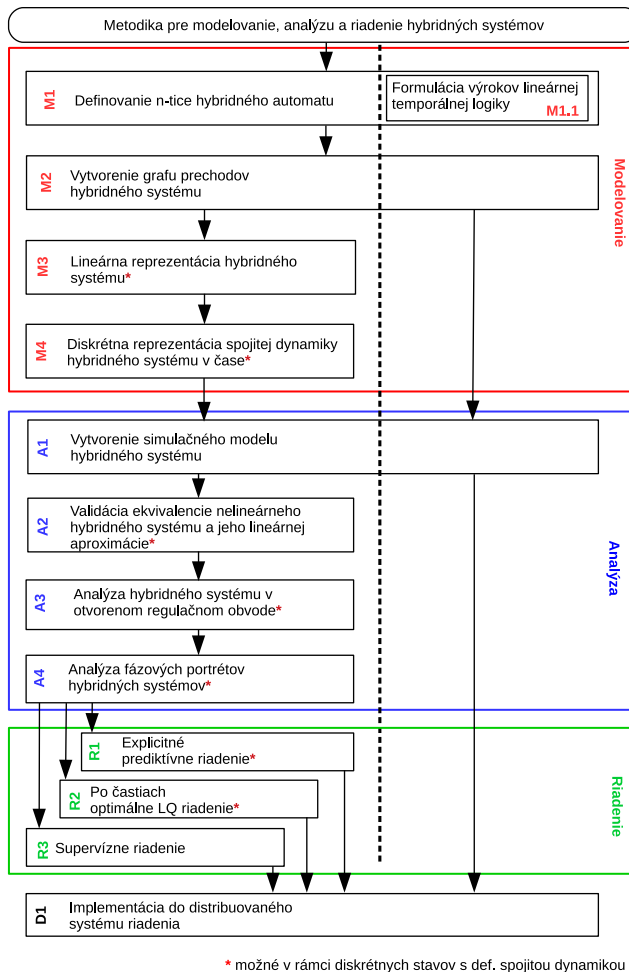 Metodika pre modelovanie, analýzu a riadenie hybridných systémov
M1
Definovanie n-tice hybridného automatu
Formulácia výrokov lineárnej
temporálnej logiky
M1.1
M2
Vytvorenie grafu prechodov
hybridného systému
Modelovanie
M3
Lineárna reprezentácia hybridného
systému*
M4
Diskrétna reprezentácia spojitej dynamiky
hybridného systému v čase*
A1
Vytvorenie simulačného modelu
hybridného systému
A2
Validácia ekvivalencie nelineárneho
hybridného systému a jeho lineárnej
aproximácie*
Analýza
A3
Analýza hybridného systému v
otvorenom regulačnom obvode*
A4
Analýza fázových portrétov
hybridných systémov*
R1
Explicitné
prediktívne riadenie*
R2
Po častiach
optimálne LQ riadenie*
Riadenie
R3
Supervízne riadenie
D1
Implementácia do distribuovaného
systému riadenia
* možné v rámci diskrétnych stavov s def. spojitou dynamikou